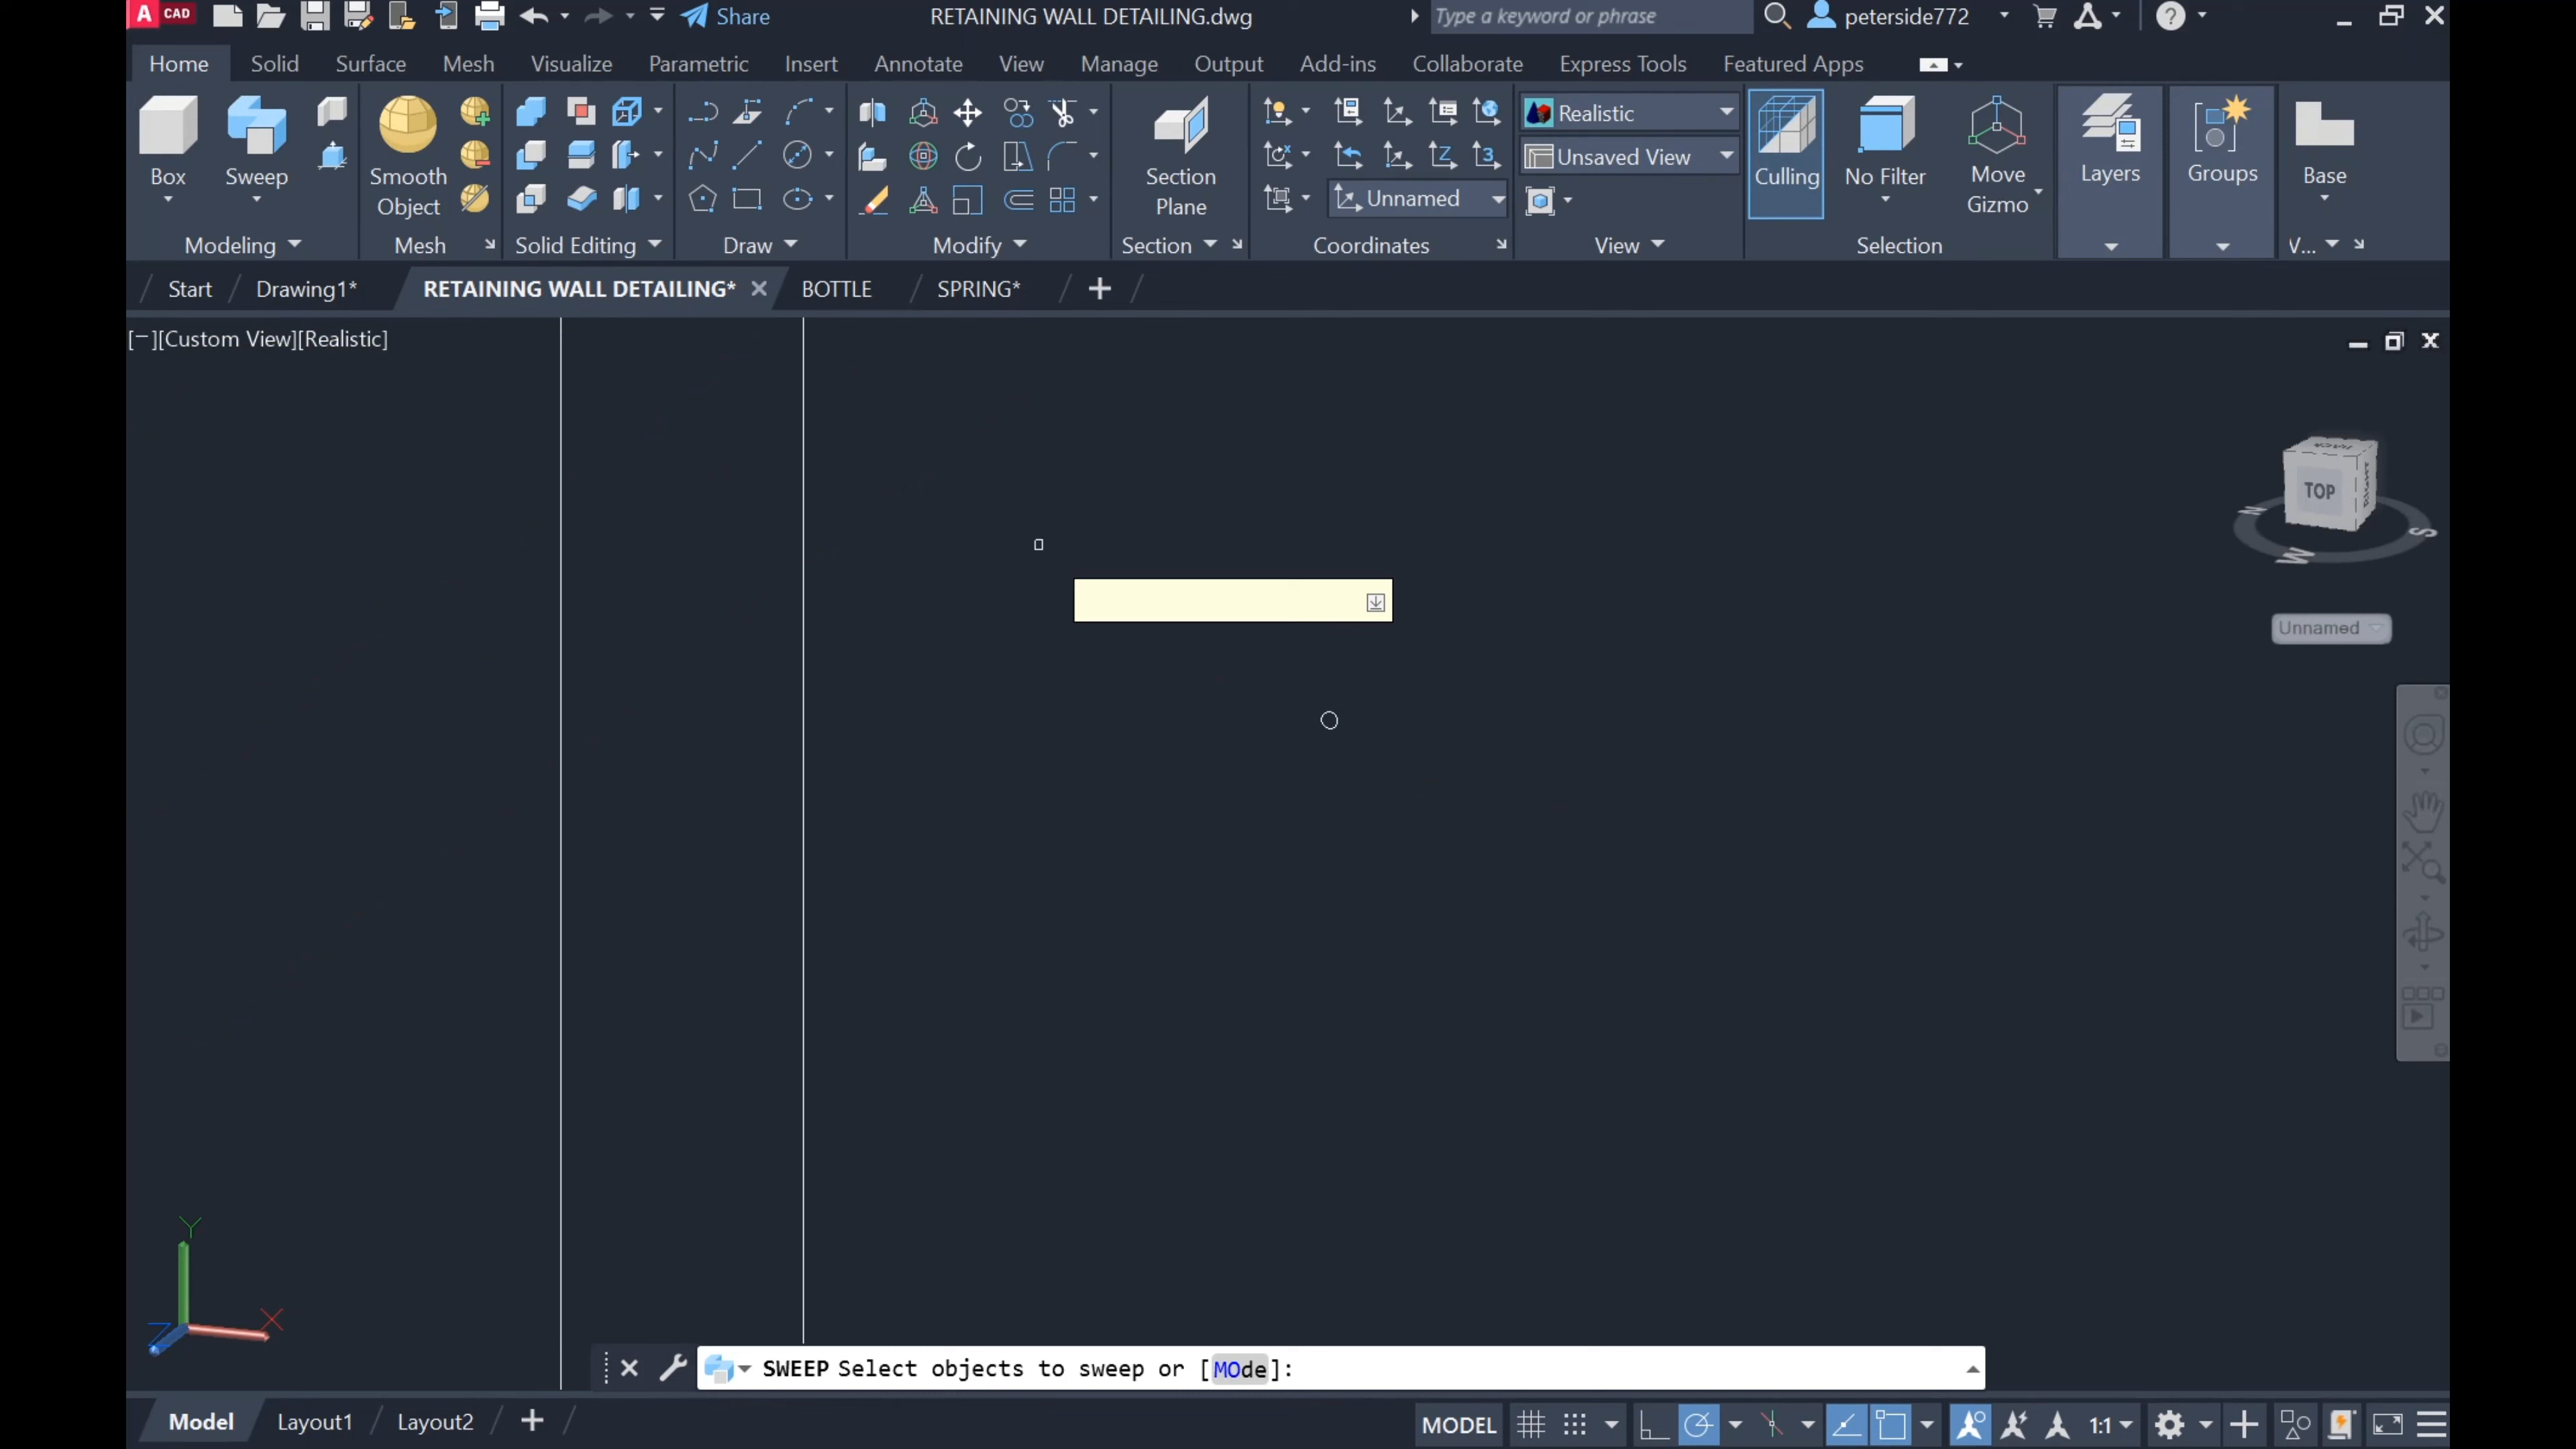 A CAD Share RETAINING WALL DETAILING.dwg Type a keyword or phrase peterside772 ?
Home Solid Surface Mesh Visualize Parametric Insert Annotate View Manage Output Add-ins Collaborate Express Tools Featured Apps
Box Sweep Smooth Object Section Plane Realistic Unsaved View Unnamed Culling No Filter Move Gizmo Layers Groups Base
Modeling Mesh Solid Editing Draw Modify Section Coordinates View Selection V...
Start Drawing1* RETAINING WALL DETAILING* BOTTLE SPRING* +
[−][Custom View][Realistic]
TOP
N S
W
Unnamed
Y
X
Z
SWEEP Select objects to sweep or [MOde]:
Model Layout1 Layout2 + MODEL 1:1